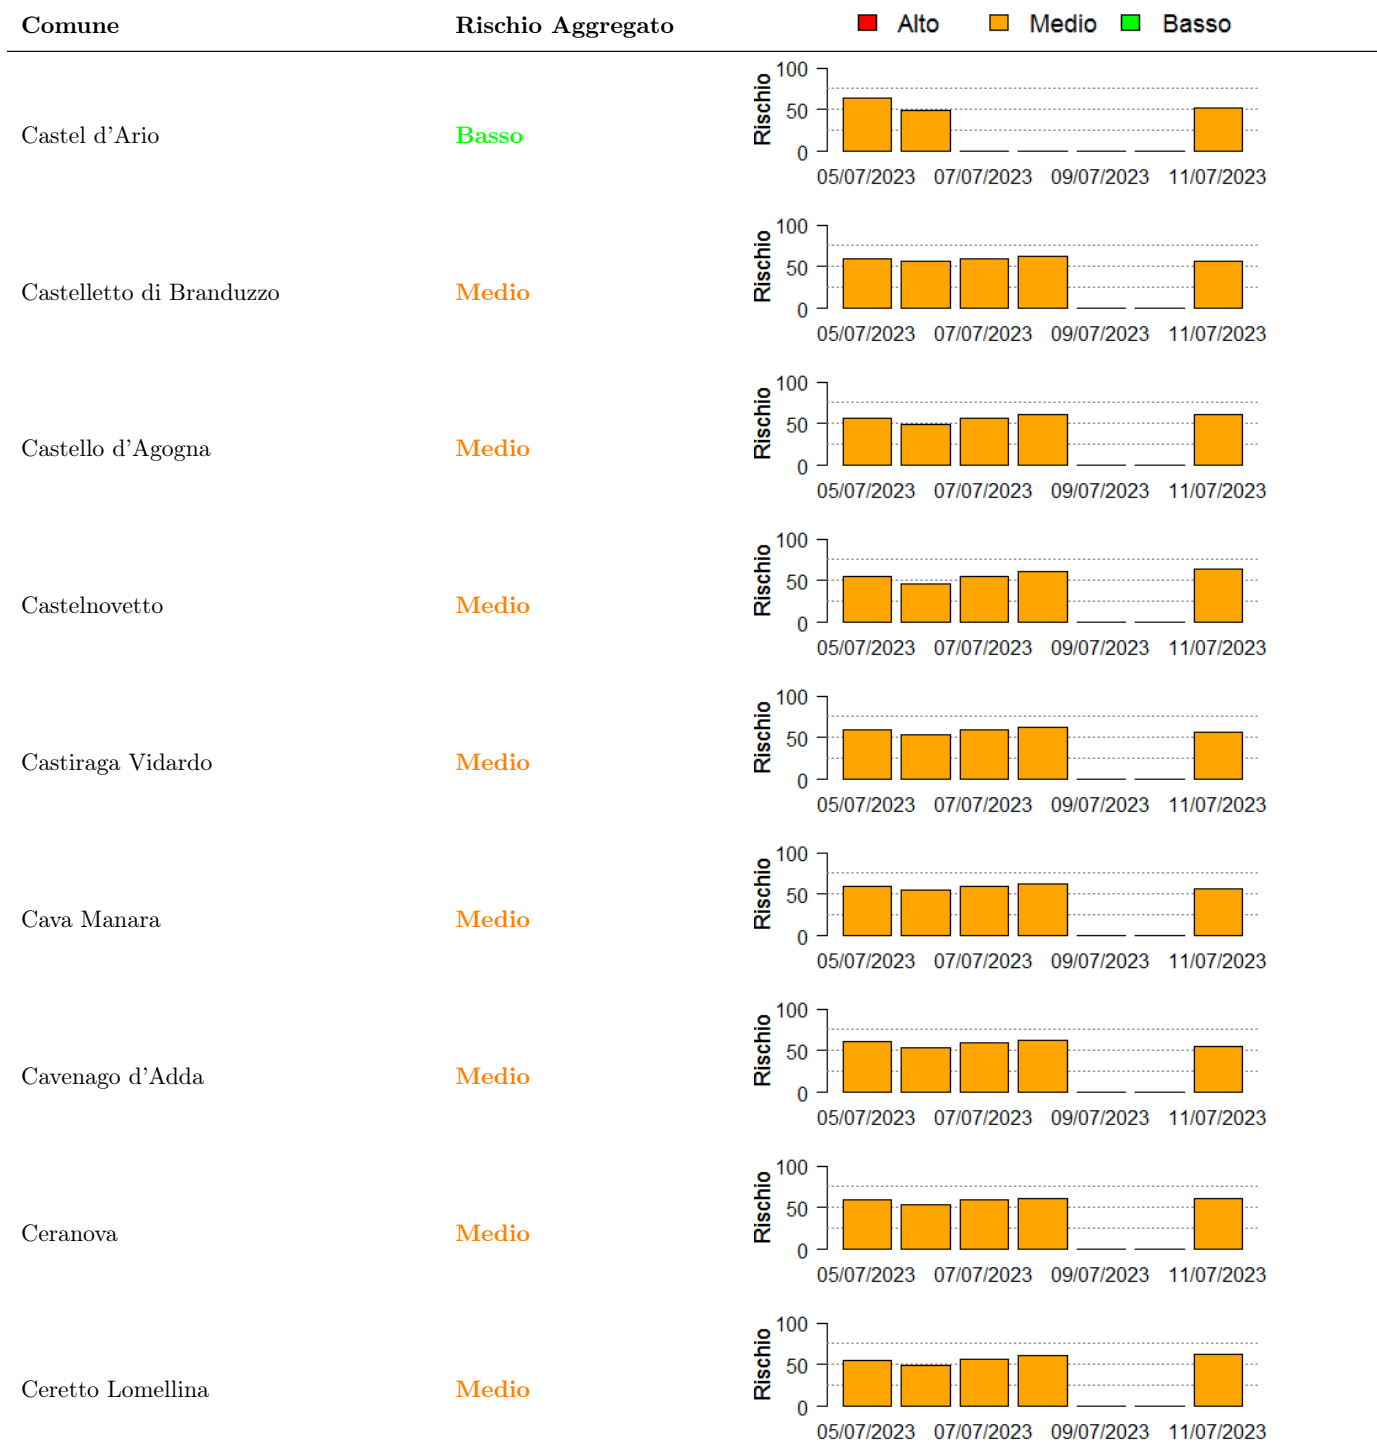 Comune Rischio Aggregato Alto Medio Basso
100
50
0
Rischio
Castel d'Ario Basso
05/07/2023 07/07/2023 09/07/2023 11/07/2023
100
50
0
Rischio
Castelletto di Branduzzo Medio
05/07/2023 07/07/2023 09/07/2023 11/07/2023
100
50
0
Rischio
Castello d'Agogna Medio
05/07/2023 07/07/2023 09/07/2023 11/07/2023
100
50
0
Rischio
Castelnovetto Medio
05/07/2023 07/07/2023 09/07/2023 11/07/2023
100
50
0
Rischio
Castiraga Vidardo Medio
05/07/2023 07/07/2023 09/07/2023 11/07/2023
100
50
0
Rischio
Cava Manara Medio
05/07/2023 07/07/2023 09/07/2023 11/07/2023
100
50
0
Rischio
Cavenago d'Adda Medio
05/07/2023 07/07/2023 09/07/2023 11/07/2023
100
50
0
Rischio
Ceranova Medio
05/07/2023 07/07/2023 09/07/2023 11/07/2023
100
50
0
Rischio
Ceretto Lomellina Medio
05/07/2023 07/07/2023 09/07/2023 11/07/2023